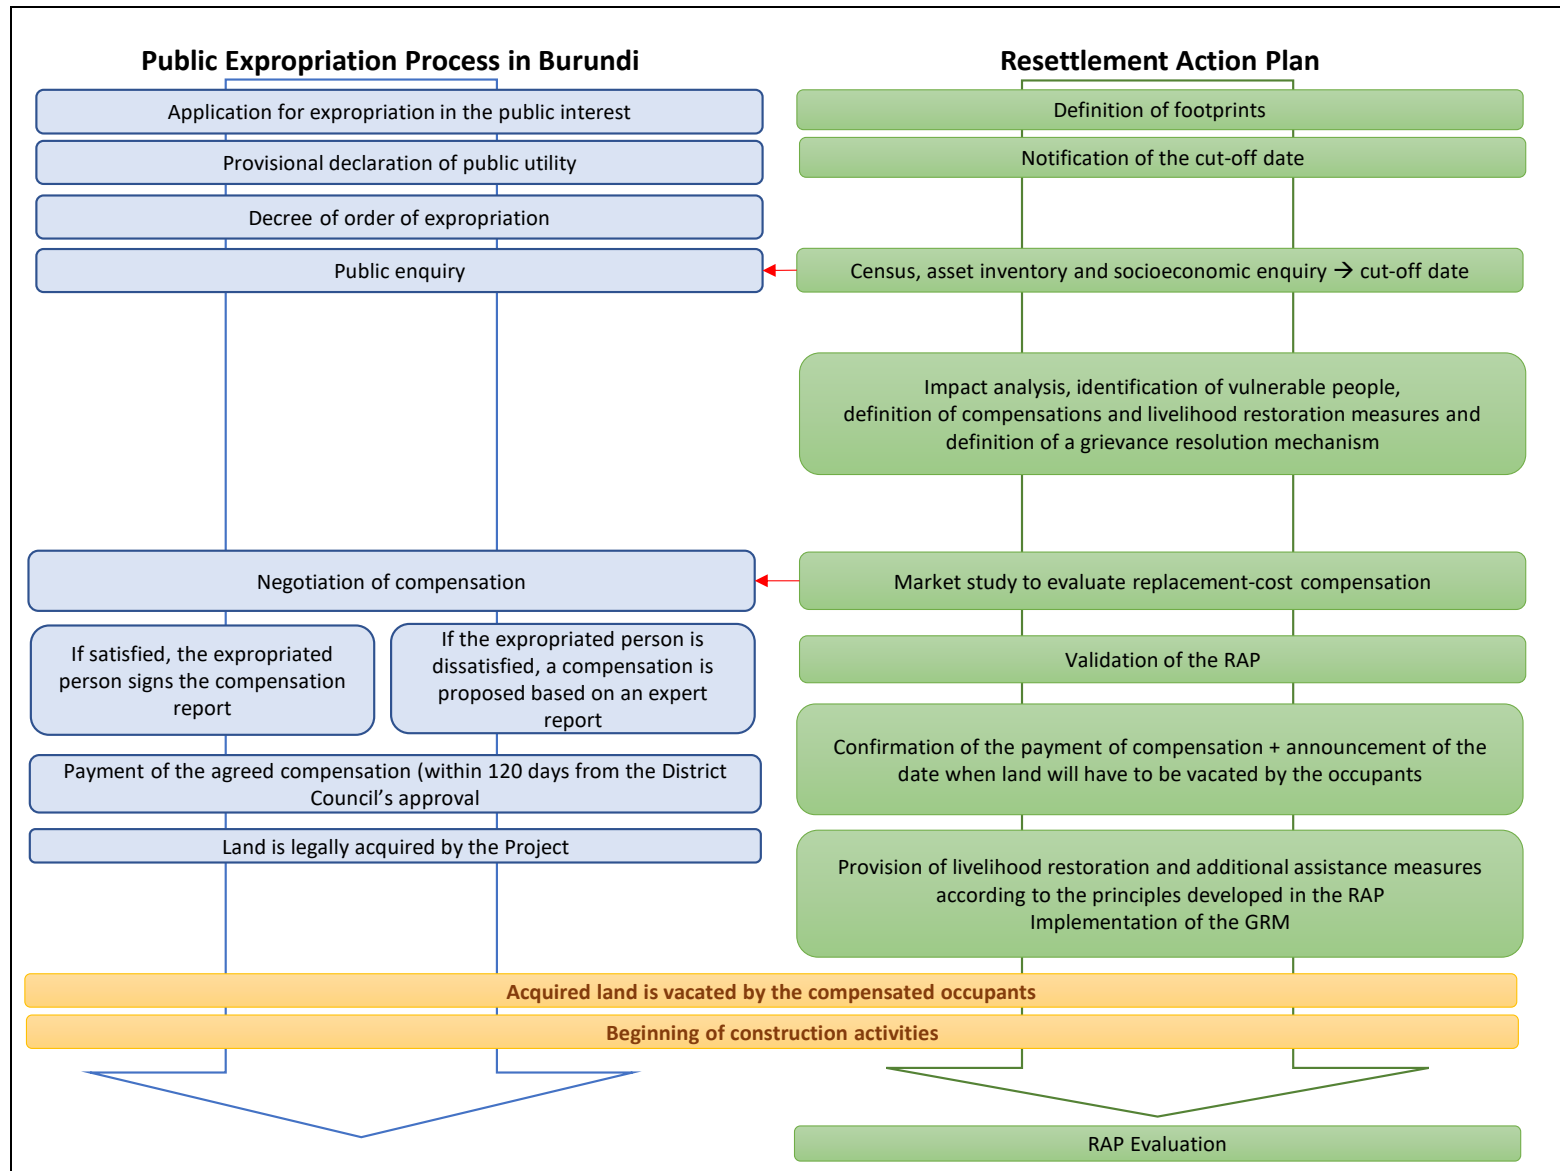 Public Expropriation Process in Burundi
Application for expropriation in the public interest
Provisional declaration of public utility
Decree of order of expropriation
Public enquiry
Negotiation of compensation
If satisfied, the expropriated
person signs the compensation
report
If the expropriated person is
dissatisfied, a compensation is
proposed based on an expert
report
Payment of the agreed compensation (within 120 days from the District
Council’s approval
Land is legally acquired by the Project
Resettlement Action Plan
Definition of footprints
Notification of the cut-off date
Census, asset inventory and socioeconomic enquiry → cut-off date
Impact analysis, identification of vulnerable people,
definition of compensations and livelihood restoration measures and
definition of a grievance resolution mechanism
Market study to evaluate replacement-cost compensation
Validation of the RAP
Confirmation of the payment of compensation + announcement of the
date when land will have to be vacated by the occupants
Provision of livelihood restoration and additional assistance measures
according to the principles developed in the RAP
Implementation of the GRM
Acquired land is vacated by the compensated occupants
Beginning of construction activities
RAP Evaluation